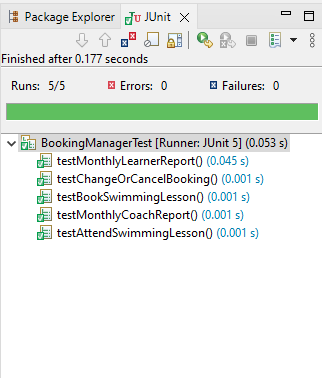 Package Explorer JUnit
Finished after 0.177 seconds
Runs: 5/5 Errors: 0 Failures: 0
BookingManagerTest [Runner: JUnit 5] (0.053 s)
testMonthlyLearnerReport() (0.045 s)
testChangeOrCancelBooking() (0.001 s)
testBookSwimmingLesson() (0.001 s)
testMonthlyCoachReport() (0.001 s)
testAttendSwimmingLesson() (0.001 s)